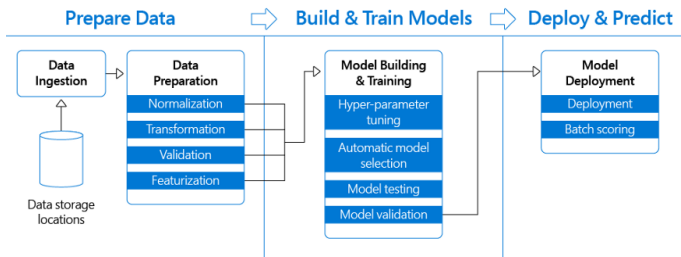 Prepare Data
Build & Train Models
Deploy & Predict
Data
Ingestion
Data storage
locations
Data
Preparation
Normalization
Transformation
Validation
Featurization
Model Building
& Training
Hyper-parameter
tuning
Automatic model
selection
Model testing
Model validation
Model
Deployment
Deployment
Batch scoring